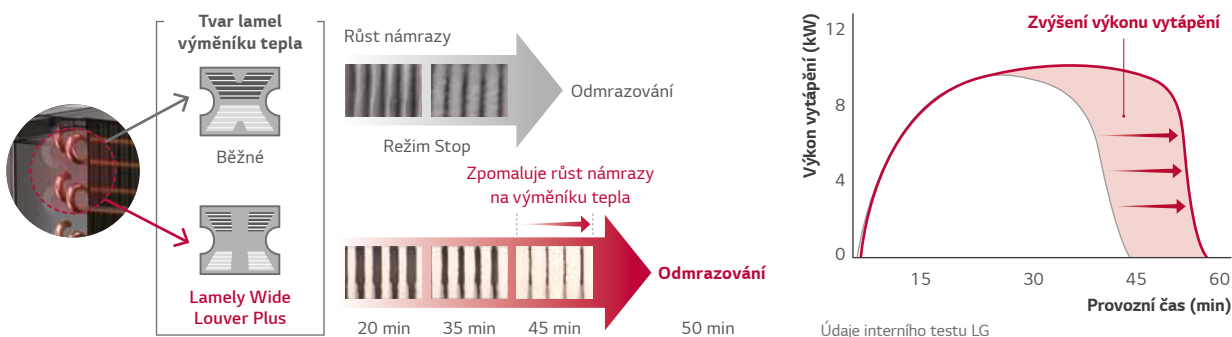 Tvar lamel
výměníku tepla
Běžné
Lamely Wide
Louver Plus
Růst námrazy
Odmrazování
Režim Stop
Zpomaluje růst námrazy
na výměníku tepla
Odmrazování
20 min
35 min
45 min
50 min
Výkon vytápění (kW)
12
8
4
0
Zvýšení výkonu vytápění
15
30
45
60
Provozní čas (min)
Údaje interního testu LG